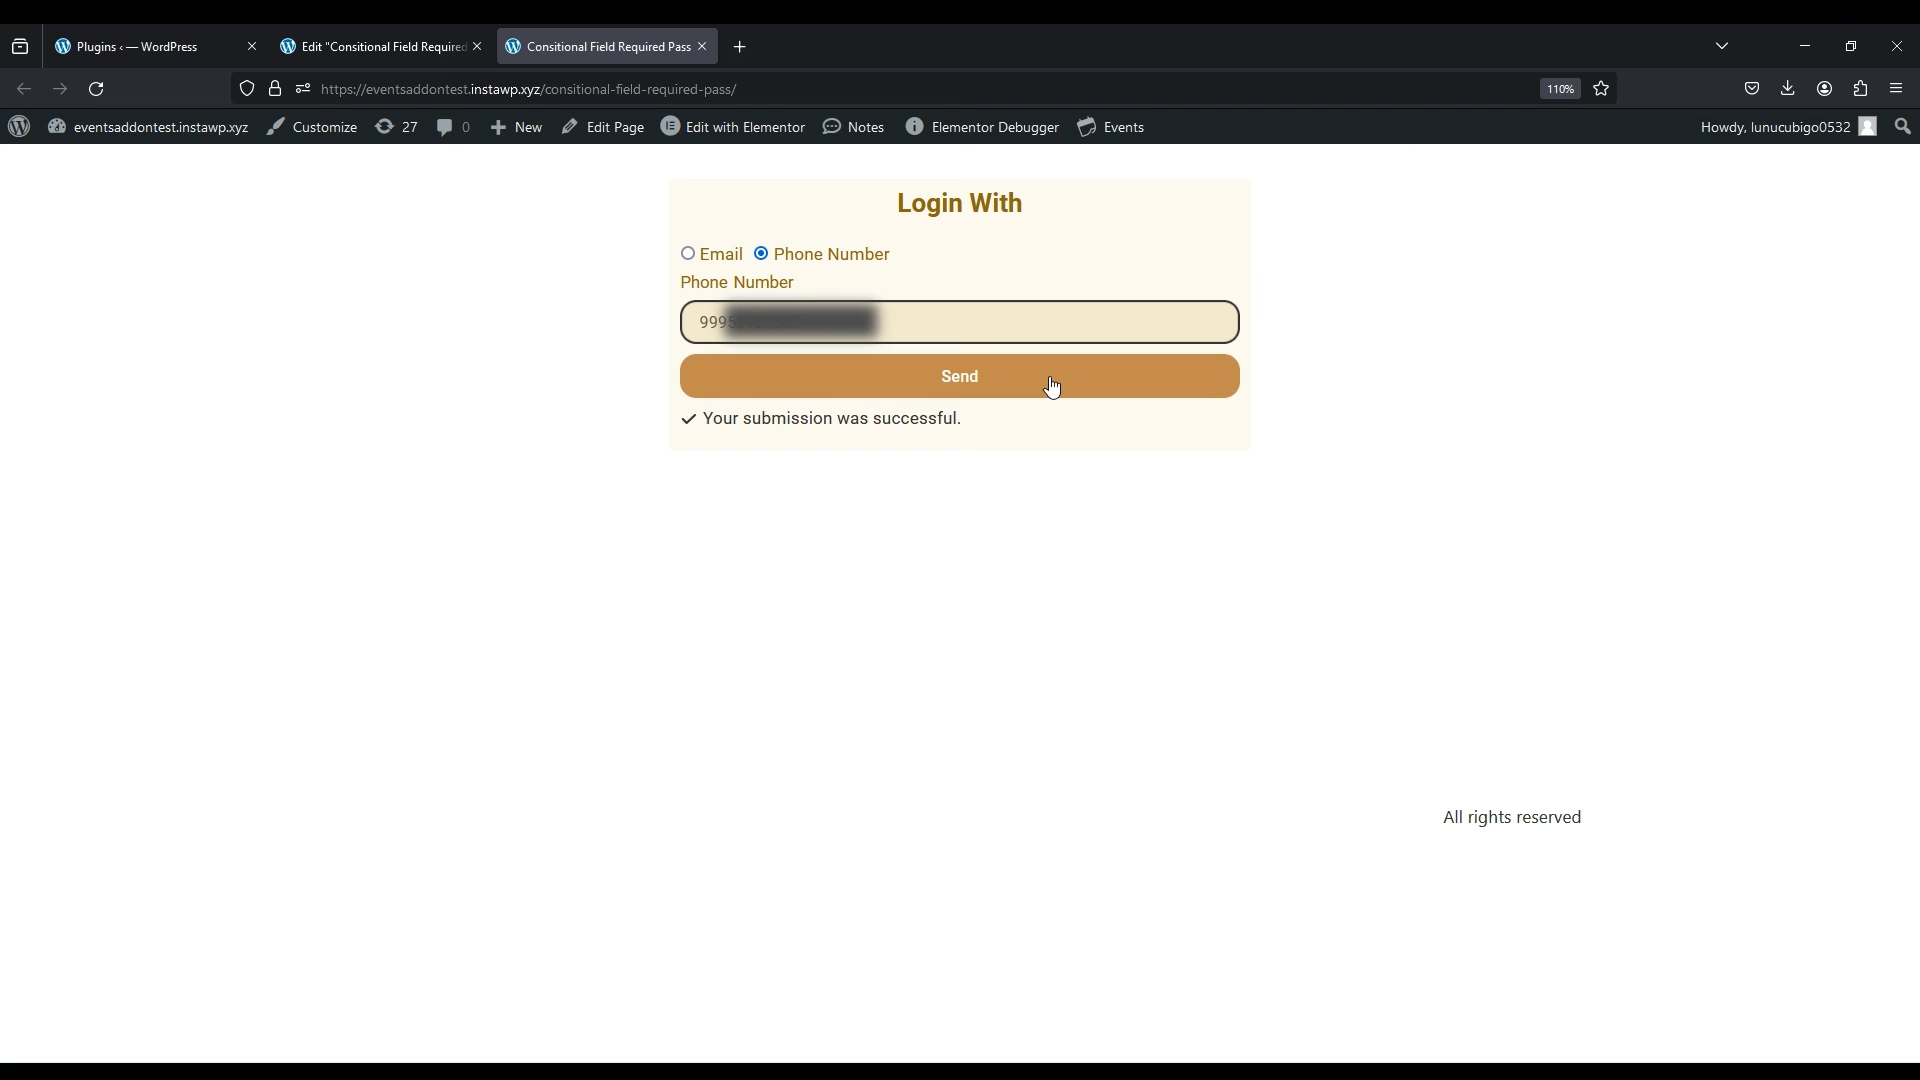 Plugins ‹ — WordPress
Edit "Consitional Field Required
Consitional Field Required Pass
https://eventsaddontest.instawp.xyz/consitional-field-required-pass/
110%
eventsaddontest.instawp.xyz
Customize
27
0
New
Edit Page
Edit with Elementor
Notes
Elementor Debugger
Events
Howdy, lunucubigo0532
Login With
Email
Phone Number
Phone Number
999
Send
Your submission was successful.
All rights reserved